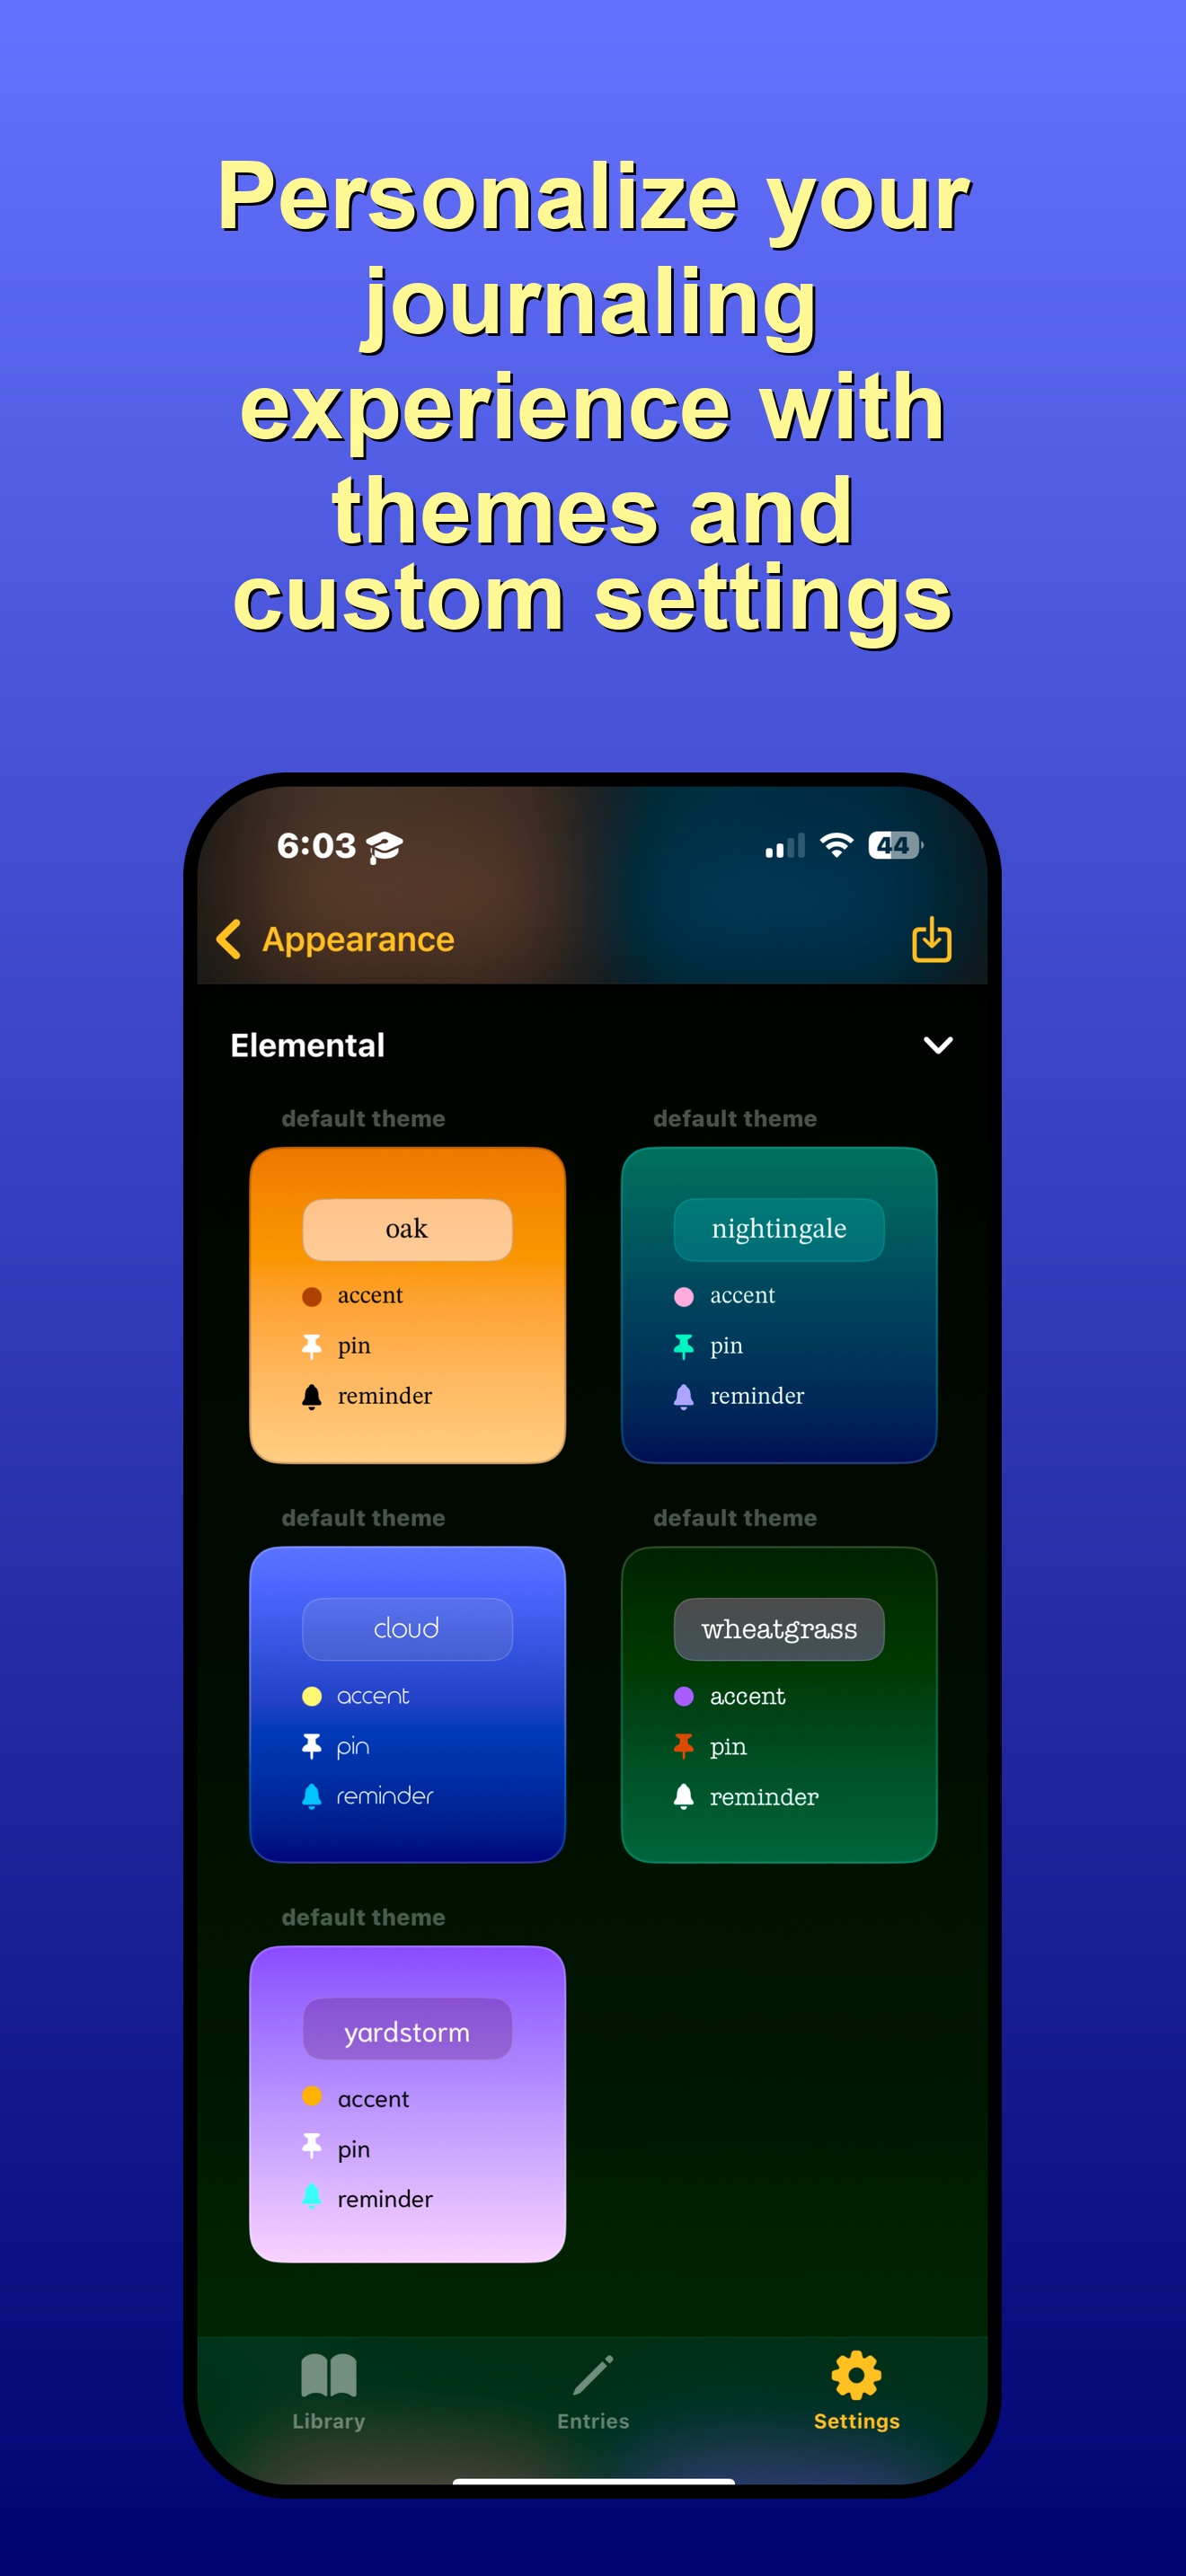 Personalize your
journaling
experience with
themes and
custom settings
6:03
44
Appearance
Elemental
default theme
default theme
oak
accent
pin
reminder
nightingale
accent
pin
reminder
default theme
default theme
cloud
accent
pin
reminder
wheatgrass
accent
pin
reminder
default theme
yardstorm
accent
pin
reminder
Library
Entries
Settings